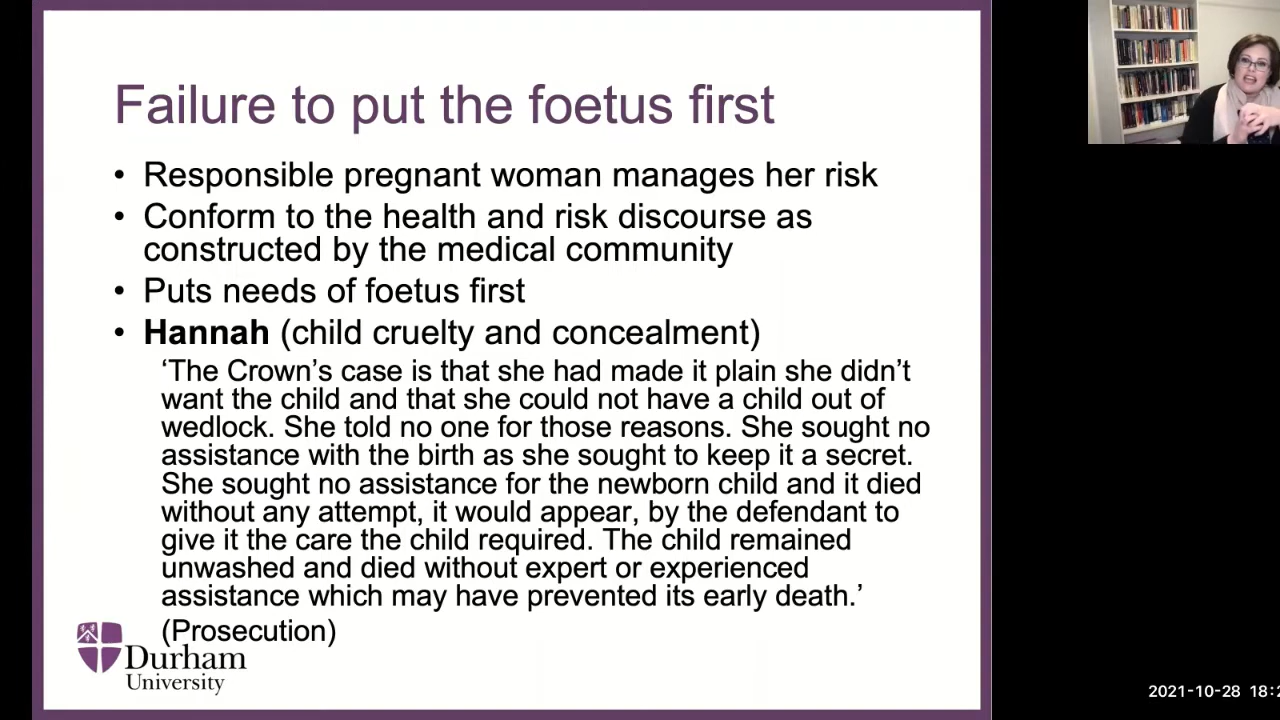 Failure to put the foetus first
• Responsible pregnant woman manages her risk
• Conform to the health and risk discourse as
constructed by the medical community
• Puts needs of foetus first
• Hannah (child cruelty and concealment)
‘The Crown’s case is that she had made it plain she didn’t
want the child and that she could not have a child out of
wedlock. She told no one for those reasons. She sought no
assistance with the birth as she sought to keep it a secret.
She sought no assistance for the newborn child and it died
without any attempt, it would appear, by the defendant to
give it the care the child required. The child remained
unwashed and died without expert or experienced
assistance which may have prevented its early death.’
(Prosecution)
Durham
University
2021-10-28 18:2